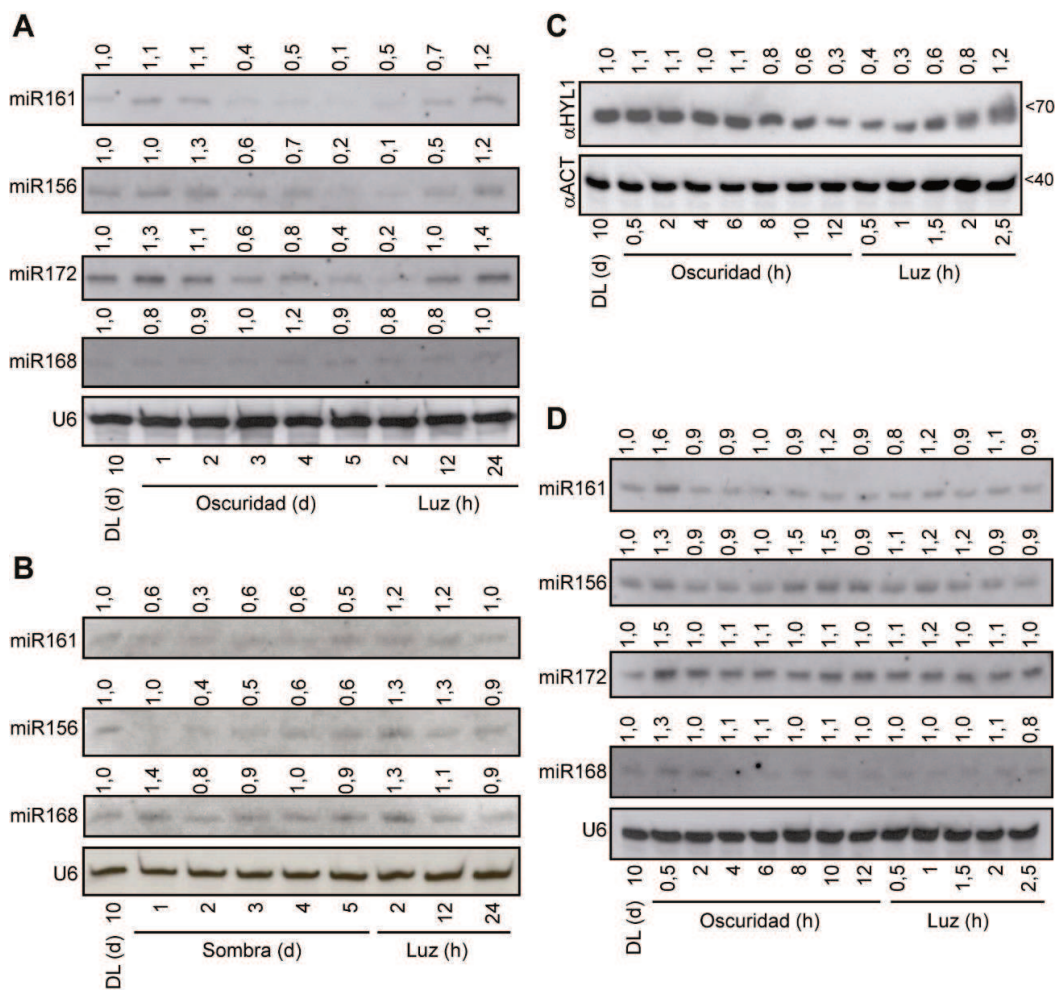 A
1,0 1,1 1,1 0,4 0,5 0,1 0,5 0,7 1,2
miR161
1,0 1,0 1,3 0,6 0,7 0,2 0,1 0,5 1,2
miR156
1,0 1,3 1,1 0,6 0,8 0,4 0,2 1,0 1,4
miR172
1,0 0,8 0,9 1,0 1,2 0,9 0,8 0,8 1,0
miR168
U6
DL (d) 10 1 2 3 4 5 2 12 24
Oscuridad (d) Luz (h)
B
1,0 0,6 0,3 0,6 0,6 0,5 1,2 1,2 1,0
miR161
1,0 1,0 0,4 0,5 0,6 0,6 1,3 1,3 0,9
miR156
1,0 1,4 0,8 0,9 1,0 0,9 1,3 1,1 0,9
miR168
U6
DL (d) 10 1 2 3 4 5 2 12 24
Sombra (d) Luz (h)
C
1,0 1,1 1,1 1,0 1,1 0,8 0,6 0,3 0,4 0,3 0,6 0,8 1,2
αHYL1 <70
αACT <40
DL (d) 10 0,5 2 4 6 8 10 12 0,5 1 1,5 2 2,5
Oscuridad (h) Luz (h)
D
1,0 1,6 0,9 0,9 1,0 0,9 1,2 0,9 0,8 1,2 0,9 1,1 0,9
miR161
1,0 1,3 0,9 0,9 1,0 1,5 1,5 0,9 1,1 1,2 1,2 0,9 0,9
miR156
1,0 1,5 1,0 1,1 1,1 1,0 1,1 1,0 1,1 1,2 1,0 1,1 1,0
miR172
1,0 1,3 1,0 1,1 1,1 1,0 1,1 1,0 1,0 1,0 1,0 1,1 0,8
miR168
U6
DL (d) 10 0,5 2 4 6 8 10 12 0,5 1 1,5 2 2,5
Oscuridad (h) Luz (h)